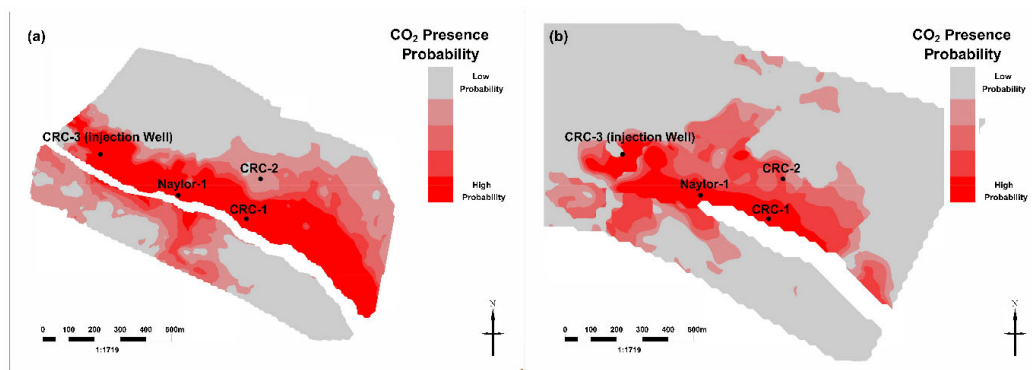 (a)
CO₂ Presence
Probability
Low
Probability
High
Probability
CRC-3 (Injection Well)
CRC-2
Naylor-1
CRC-1
0 100 200 300 400 500m
1:1719
N
(b)
CO₂ Presence
Probability
Low
Probability
High
Probability
CRC-3 (Injection Well)
CRC-2
Naylor-1
CRC-1
0 100 200 300 400 500m
1:1719
N